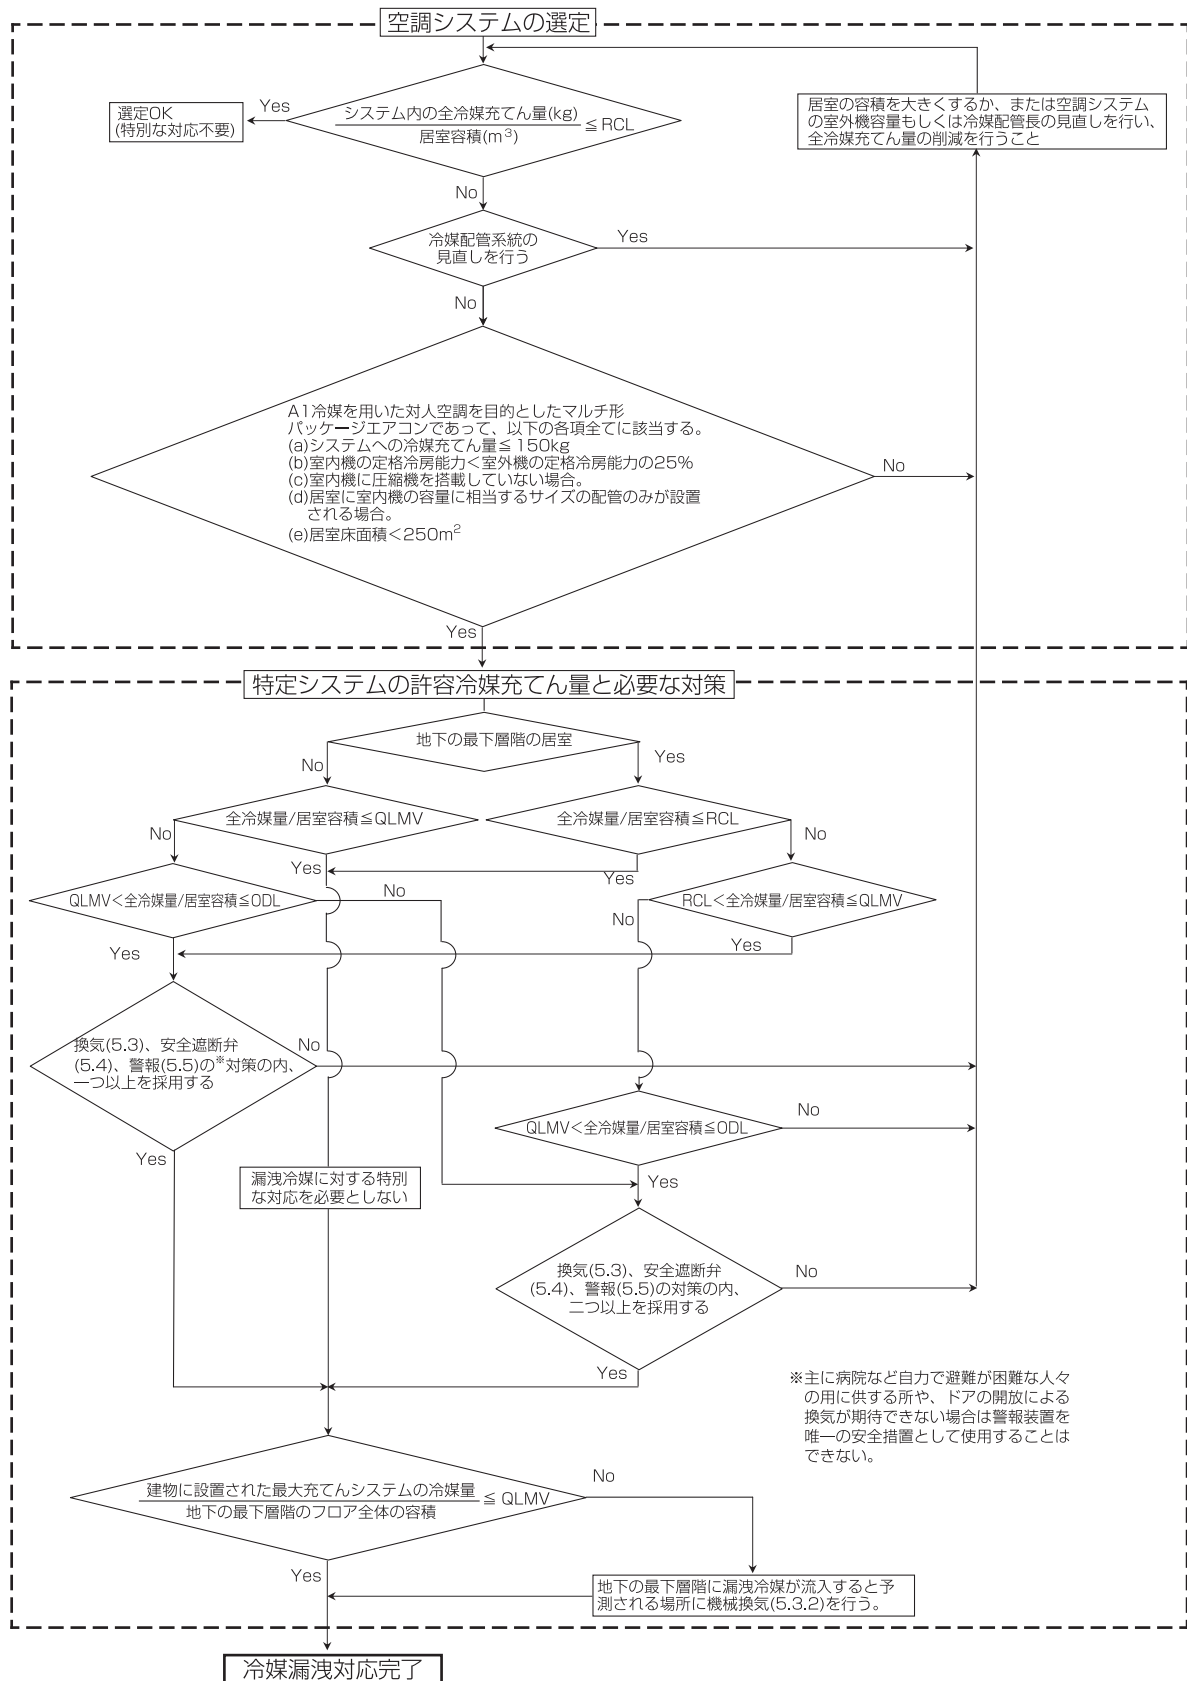 空調システムの選定
システム内の全冷媒充てん量(kg)
居室容積(m³)
≦ RCL
Yes
選定OK
(特別な対応不要)
居室の容積を大きくするか、または空調システム
の室外機容量もしくは冷媒配管長の見直しを行い、
全冷媒充てん量の削減を行うこと
No
冷媒配管系統の
見直しを行う
Yes
No
A1冷媒を用いた対人空調を目的としたマルチ形
パッケージエアコンであって、以下の各項全てに該当する。
(a)システムへの冷媒充てん量≦150kg
(b)室内機の定格冷房能力<室外機の定格冷房能力の25%
(c)室内機に圧縮機を搭載していない場合。
(d)居室に室内機の容量に相当するサイズの配管のみが設置
される場合。
(e)居室床面積<250m²
No
Yes
特定システムの許容冷媒充てん量と必要な対策
地下の最下層階の居室
No
Yes
全冷媒量/居室容積≦QLMV
全冷媒量/居室容積≦RCL
No
Yes
Yes
No
QLMV<全冷媒量/居室容積≦ODL
No
RCL<全冷媒量/居室容積≦QLMV
No
Yes
Yes
換気(5.3)、安全遮断弁
(5.4)、警報(5.5)の※対策の内、
一つ以上を採用する
No
QLMV<全冷媒量/居室容積≦ODL
No
Yes
Yes
漏洩冷媒に対する特別
な対応を必要としない
換気(5.3)、安全遮断弁
(5.4)、警報(5.5)の対策の内、
二つ以上を採用する
No
Yes
※主に病院など自力で避難が困難な人々
の用に供する所や、ドアの開放による
換気が期待できない場合は警報装置を
唯一の安全措置として使用することは
できない。
建物に設置された最大充てんシステムの冷媒量
地下の最下層階のフロア全体の容積
≦ QLMV
No
Yes
地下の最下層階に漏洩冷媒が流入すると予
測される場所に機械換気(5.3.2)を行う。
冷媒漏洩対応完了